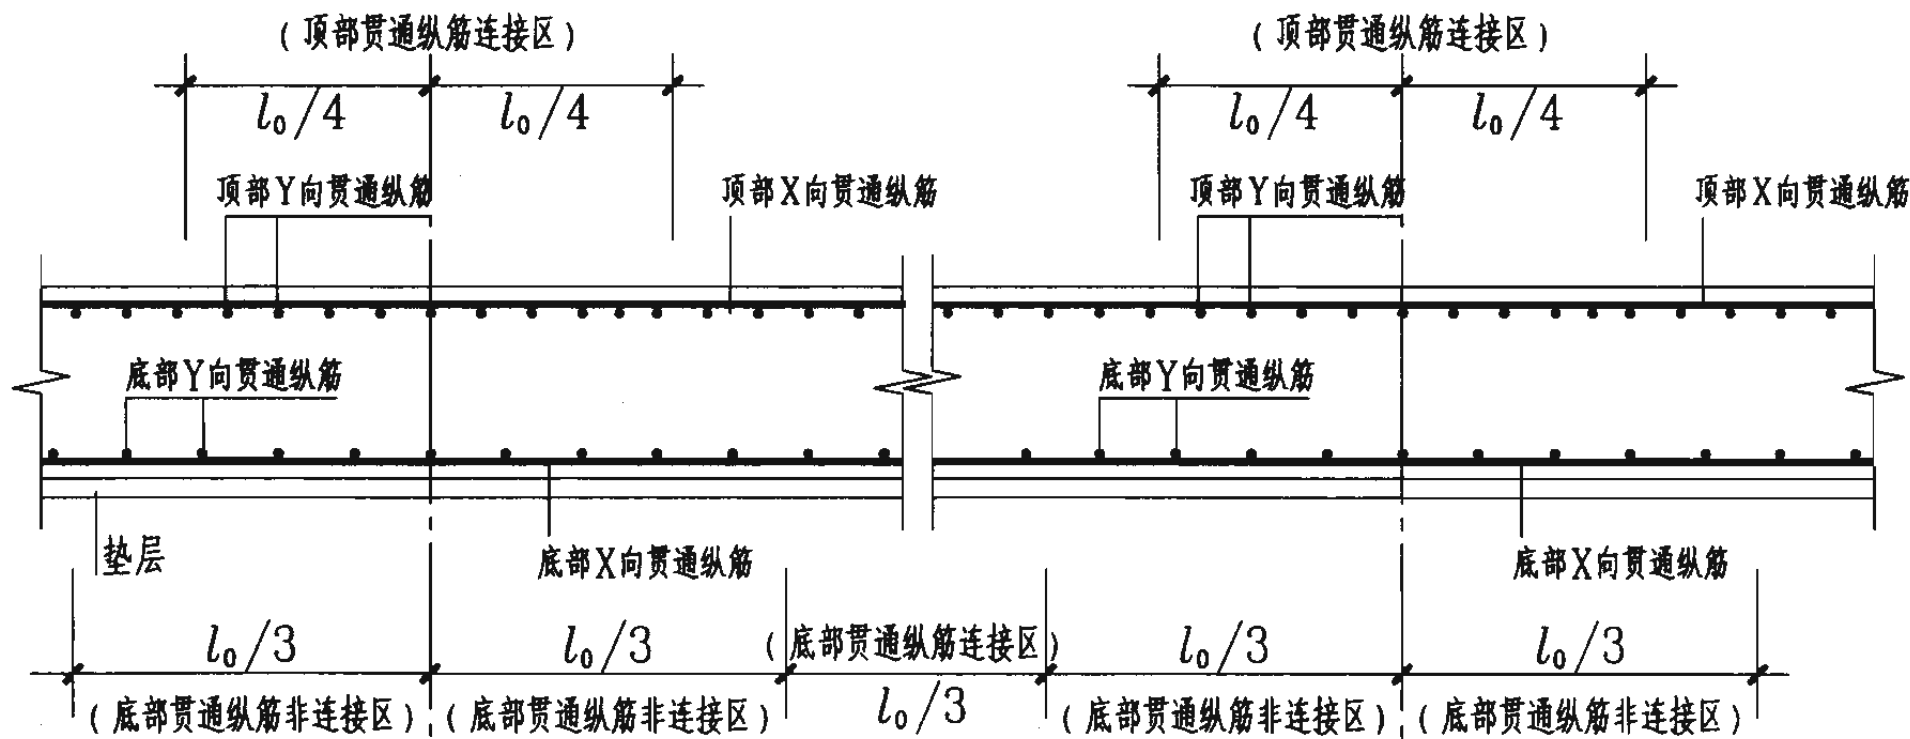 (顶部贯通纵筋连接区)
(顶部贯通纵筋连接区)
l₀/4
l₀/4
l₀/4
l₀/4
顶部Y向贯通纵筋
顶部X向贯通纵筋
顶部Y向贯通纵筋
顶部X向贯通纵筋
底部Y向贯通纵筋
底部Y向贯通纵筋
垫层
底部X向贯通纵筋
底部X向贯通纵筋
l₀/3
l₀/3
(底部贯通纵筋连接区)
l₀/3
l₀/3
(底部贯通纵筋非连接区)
(底部贯通纵筋非连接区)
l₀/3
(底部贯通纵筋非连接区)
(底部贯通纵筋非连接区)